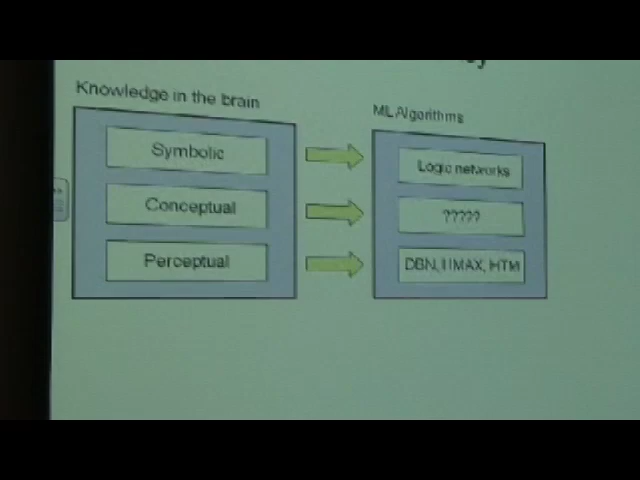 Knowledge in the brain
Symbolic
Conceptual
Perceptual
ML Algorithms
Logic networks
?????
DBN, HMAX, HTM